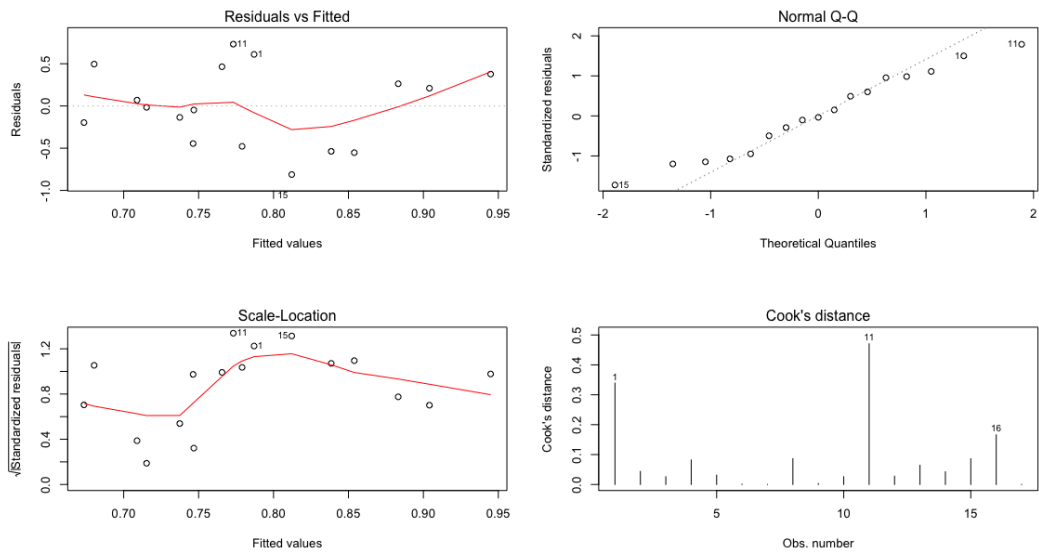 Residuals vs Fitted
Residuals
0.5
0.0
-0.5
-1.0
11
1
15
0.70 0.75 0.80 0.85 0.90 0.95
Fitted values
Normal Q-Q
Standardized residuals
2
1
0
-1
11
1
15
-2 -1 0 1 2
Theoretical Quantiles
Scale-Location
√|Standardized residuals|
1.2
0.8
0.4
0.0
11
15
1
0.70 0.75 0.80 0.85 0.90 0.95
Fitted values
Cook's distance
Cook's distance
0.5
0.4
0.3
0.2
0.1
0.0
11
1
16
5 10 15
Obs. number